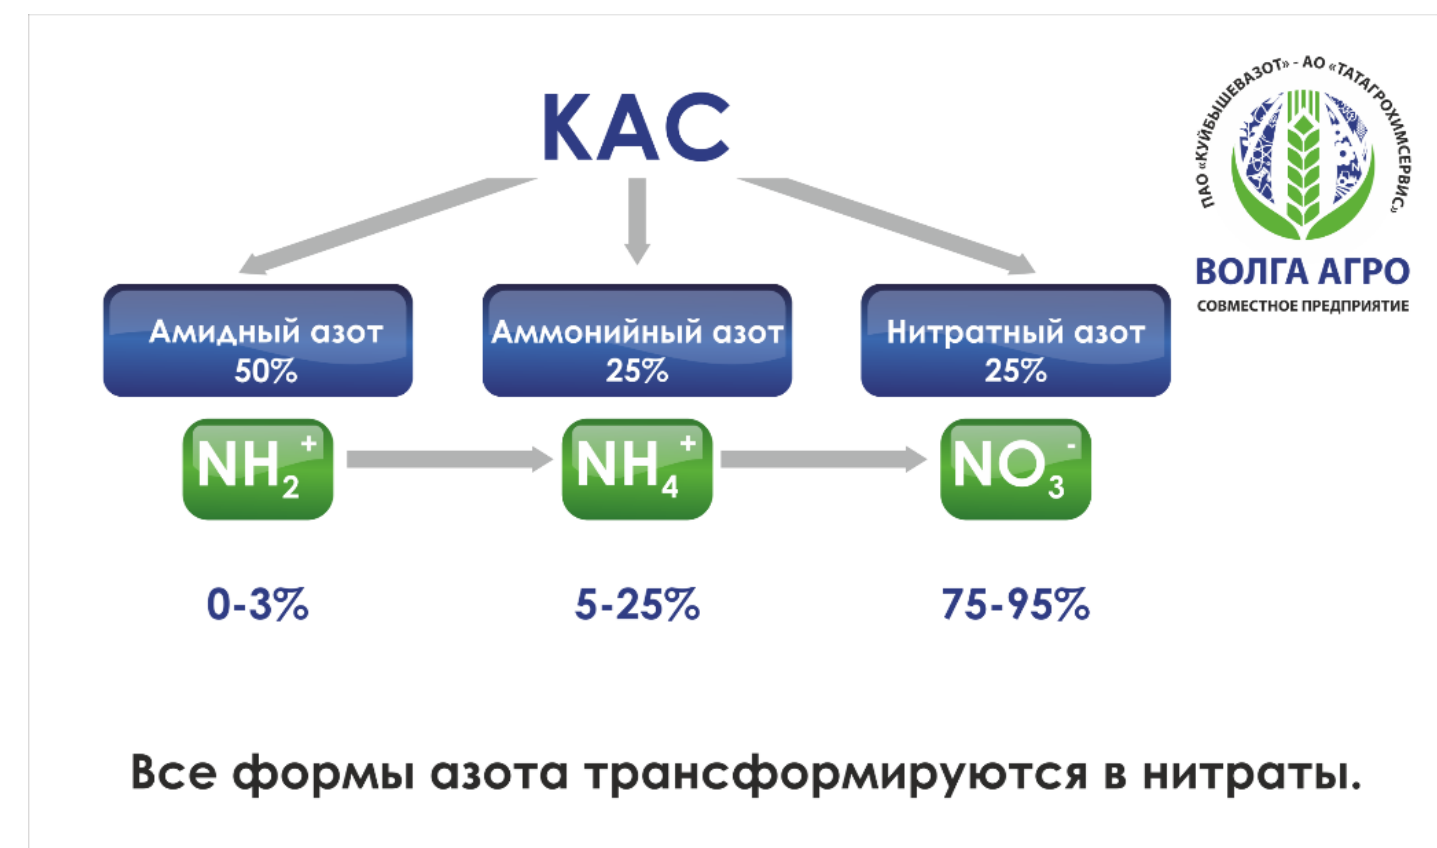 КАС
ПАО «КУЙБЫШЕВАЗОТ» - АО «ТАТАГРОХИМСЕРВИС»
ВОЛГА АГРО
СОВМЕСТНОЕ ПРЕДПРИЯТИЕ
Амидный азот
50%
Аммонийный азот
25%
Нитратный азот
25%
NH₂⁺
NH₄⁺
NO₃⁻
0-3%
5-25%
75-95%
Все формы азота трансформируются в нитраты.